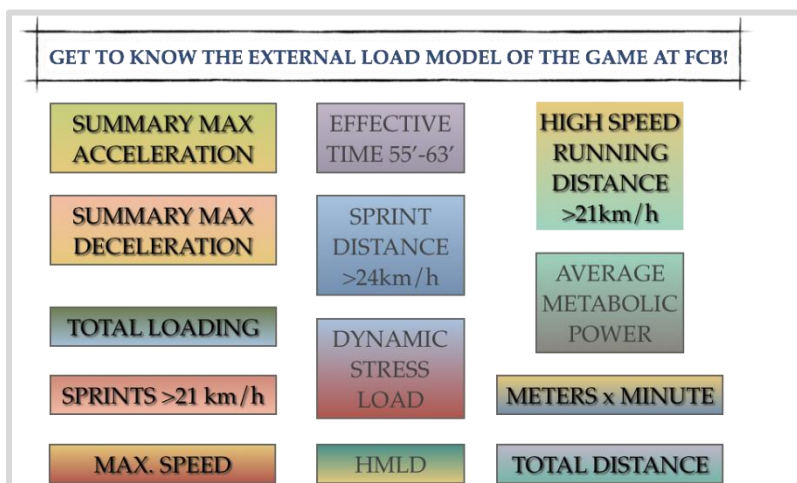 GET TO KNOW THE EXTERNAL LOAD MODEL OF THE GAME AT FCB!
SUMMARY MAX
ACCELERATION
SUMMARY MAX
DECELERATION
TOTAL LOADING
SPRINTS >21 km/h
MAX. SPEED
EFFECTIVE
TIME 55’-63’
SPRINT
DISTANCE
>24km/h
DYNAMIC
STRESS
LOAD
HMLD
HIGH SPEED
RUNNING
DISTANCE
>21km/h
AVERAGE
METABOLIC
POWER
METERS x MINUTE
TOTAL DISTANCE